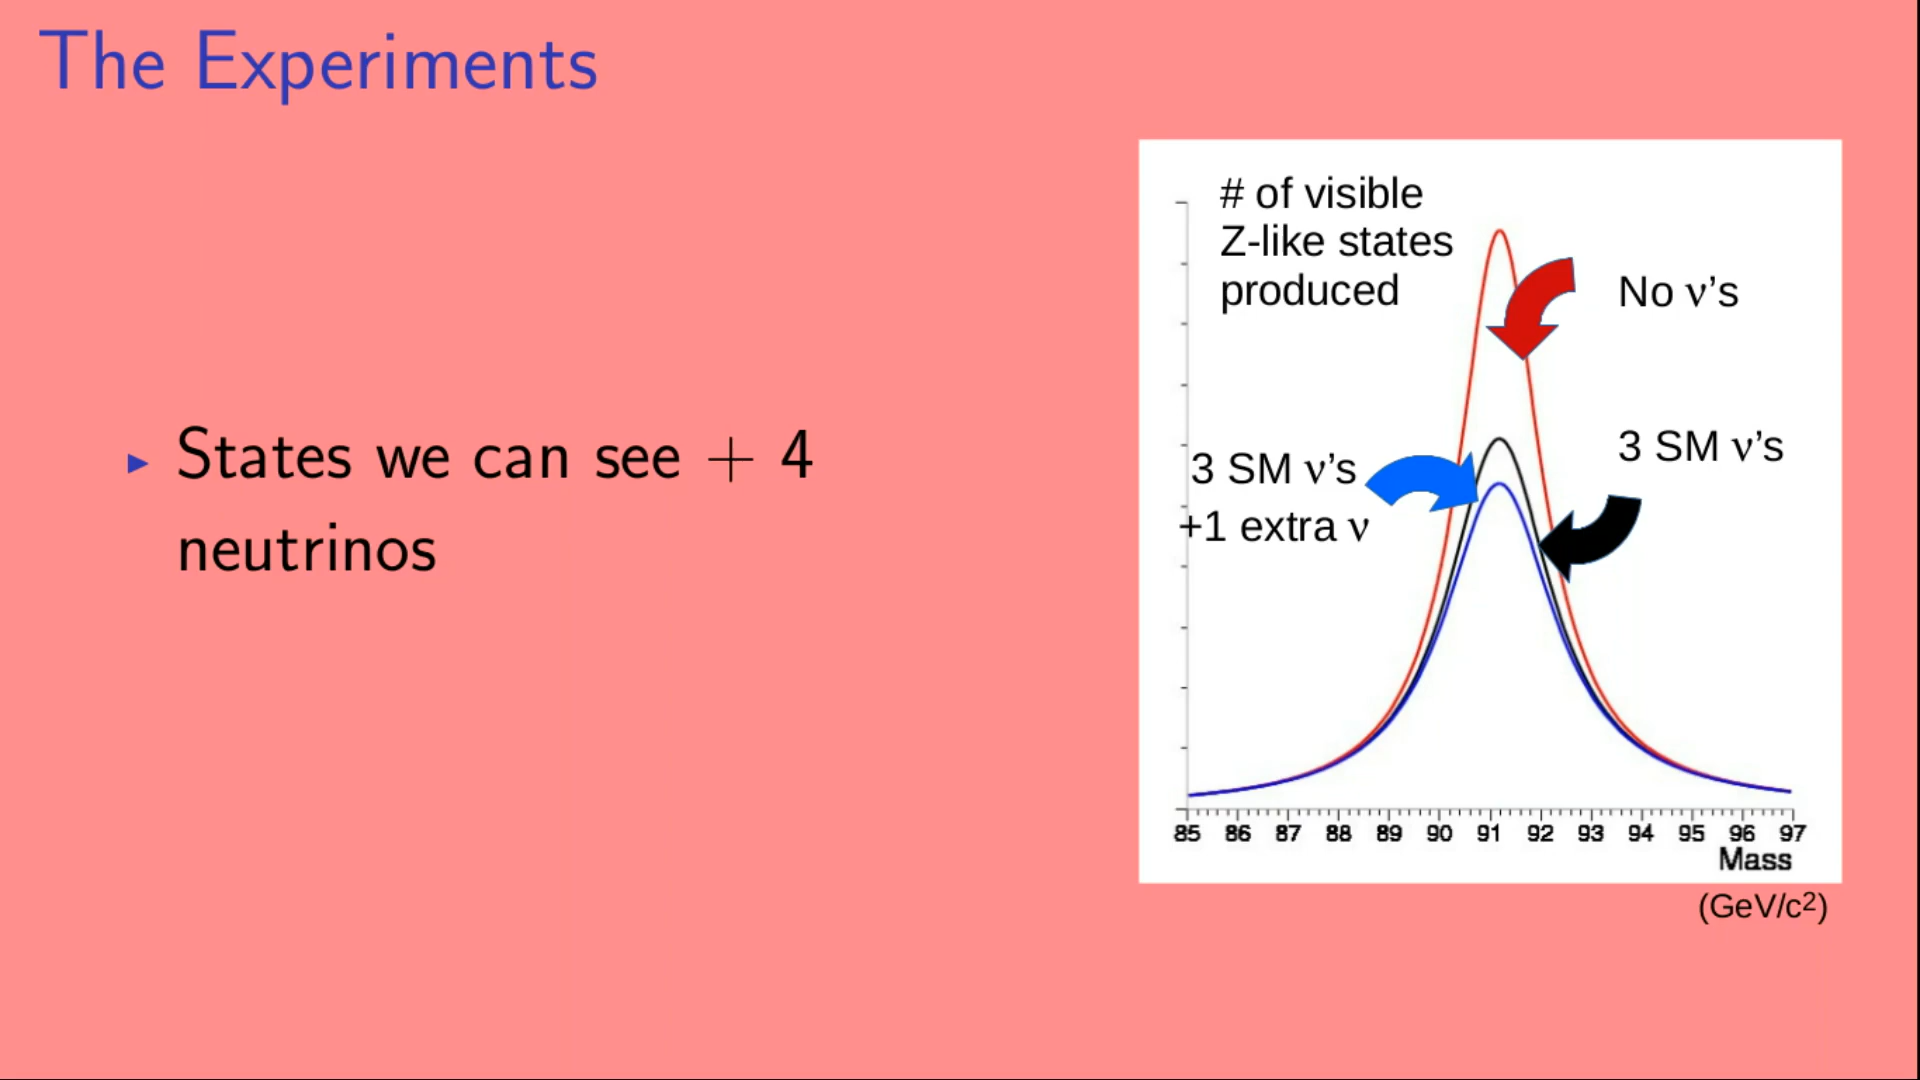 The Experiments
States we can see + 4
neutrinos
# of visible
Z-like states
produced
No ν's
3 SM ν's
3 SM ν's
+1 extra ν
85 86 87 88 89 90 91 92 93 94 95 96 97
Mass
(GeV/c²)